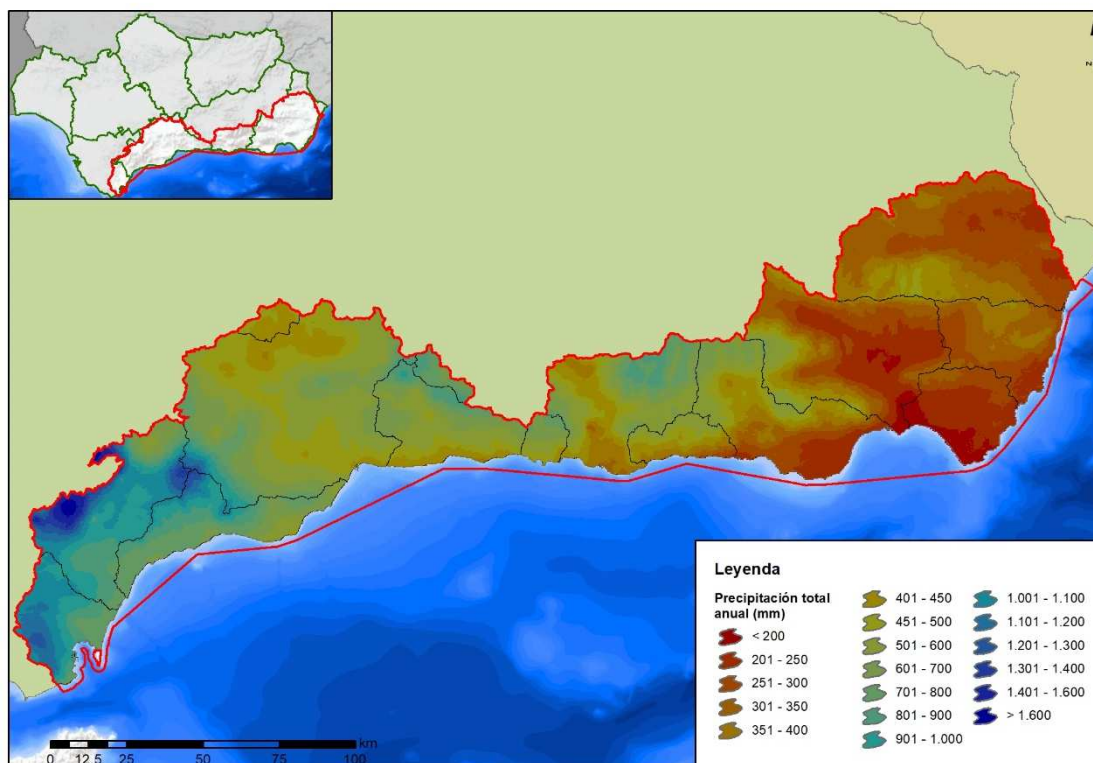 N
Leyenda
Precipitación total
anual (mm)
< 200
201 - 250
251 - 300
301 - 350
351 - 400
401 - 450
451 - 500
501 - 600
601 - 700
701 - 800
801 - 900
901 - 1.000
1.001 - 1.100
1.101 - 1.200
1.201 - 1.300
1.301 - 1.400
1.401 - 1.600
> 1.600
km
0 12,5 25 50 75 100